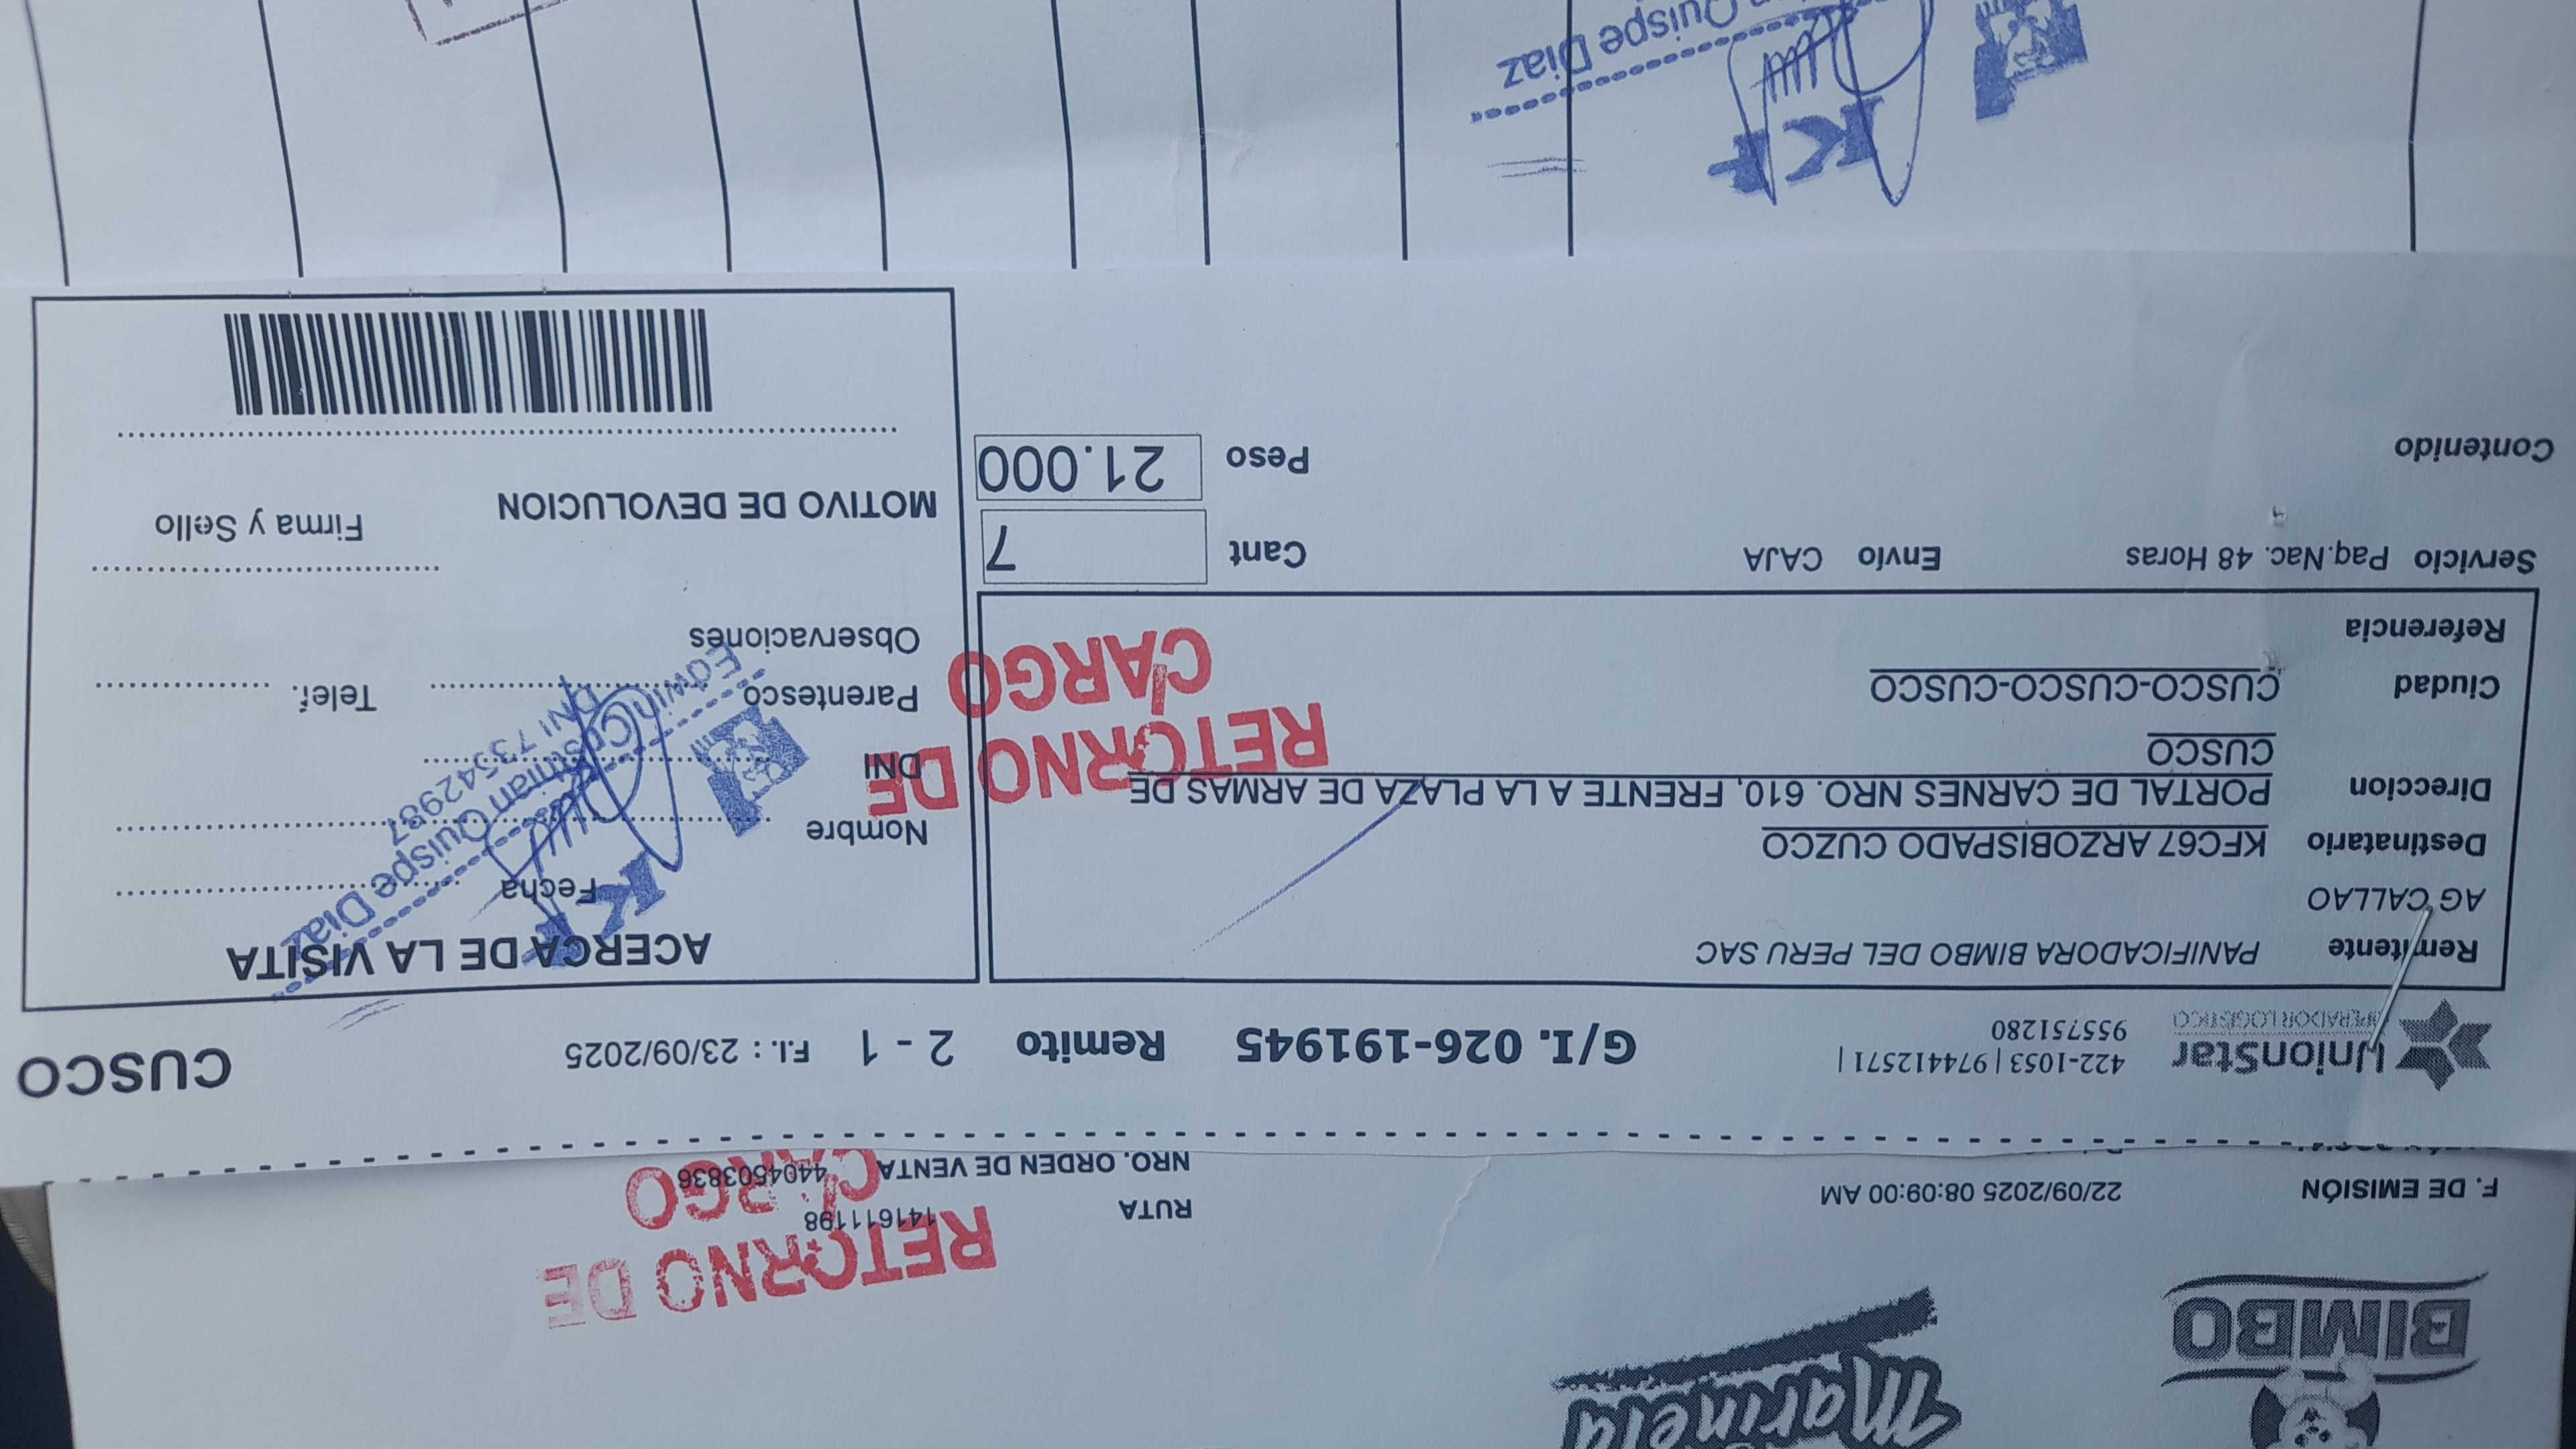 BIMBO
Marinela
RETORNO DE
CARGO
F. DE EMISIÓN 22/09/2025 08:09:00 AM
RUTA 141611198
NRO. ORDEN DE VENTA 4404503836
UnionStar
OPERADOR LOGISTICO
422-1053 | 974412571 |
955751280
G/I. 026-191945 Remito 2 - 1 F.I. : 23/09/2025 CUSCO
Remitente PANIFICADORA BIMBO DEL PERU SAC
AG CALLAO
Destinatario KFC67 ARZOBISPADO CUZCO
Direccion PORTAL DE CARNES NRO. 610, FRENTE A LA PLAZA DE ARMAS DE
CUSCO
Ciudad CUSCO-CUSCO-CUSCO
Referencia
RETORNO DE
CARGO
Servicio Paq.Nac. 48 Horas Envío CAJA Cant 7
Contenido Peso 21.000
ACERCA DE LA VISITA
Fecha
Nombre
DNI
Parentesco Telef.
Observaciones
Firma y Sello
MOTIVO DE DEVOLUCION
Edwin Cristhian Quispe Diaz
DNI 73542987
Quispe Diaz